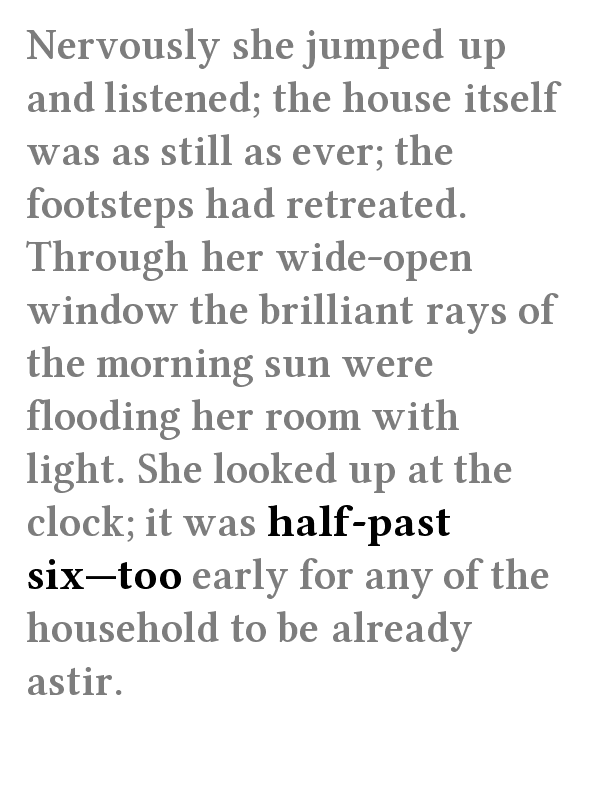 Nervously she jumped up
and listened; the house itself
was as still as ever; the
footsteps had retreated.
Through her wide-open
window the brilliant rays of
the morning sun were
flooding her room with
light. She looked up at the
clock; it was half-past
six—too early for any of the
household to be already
astir.